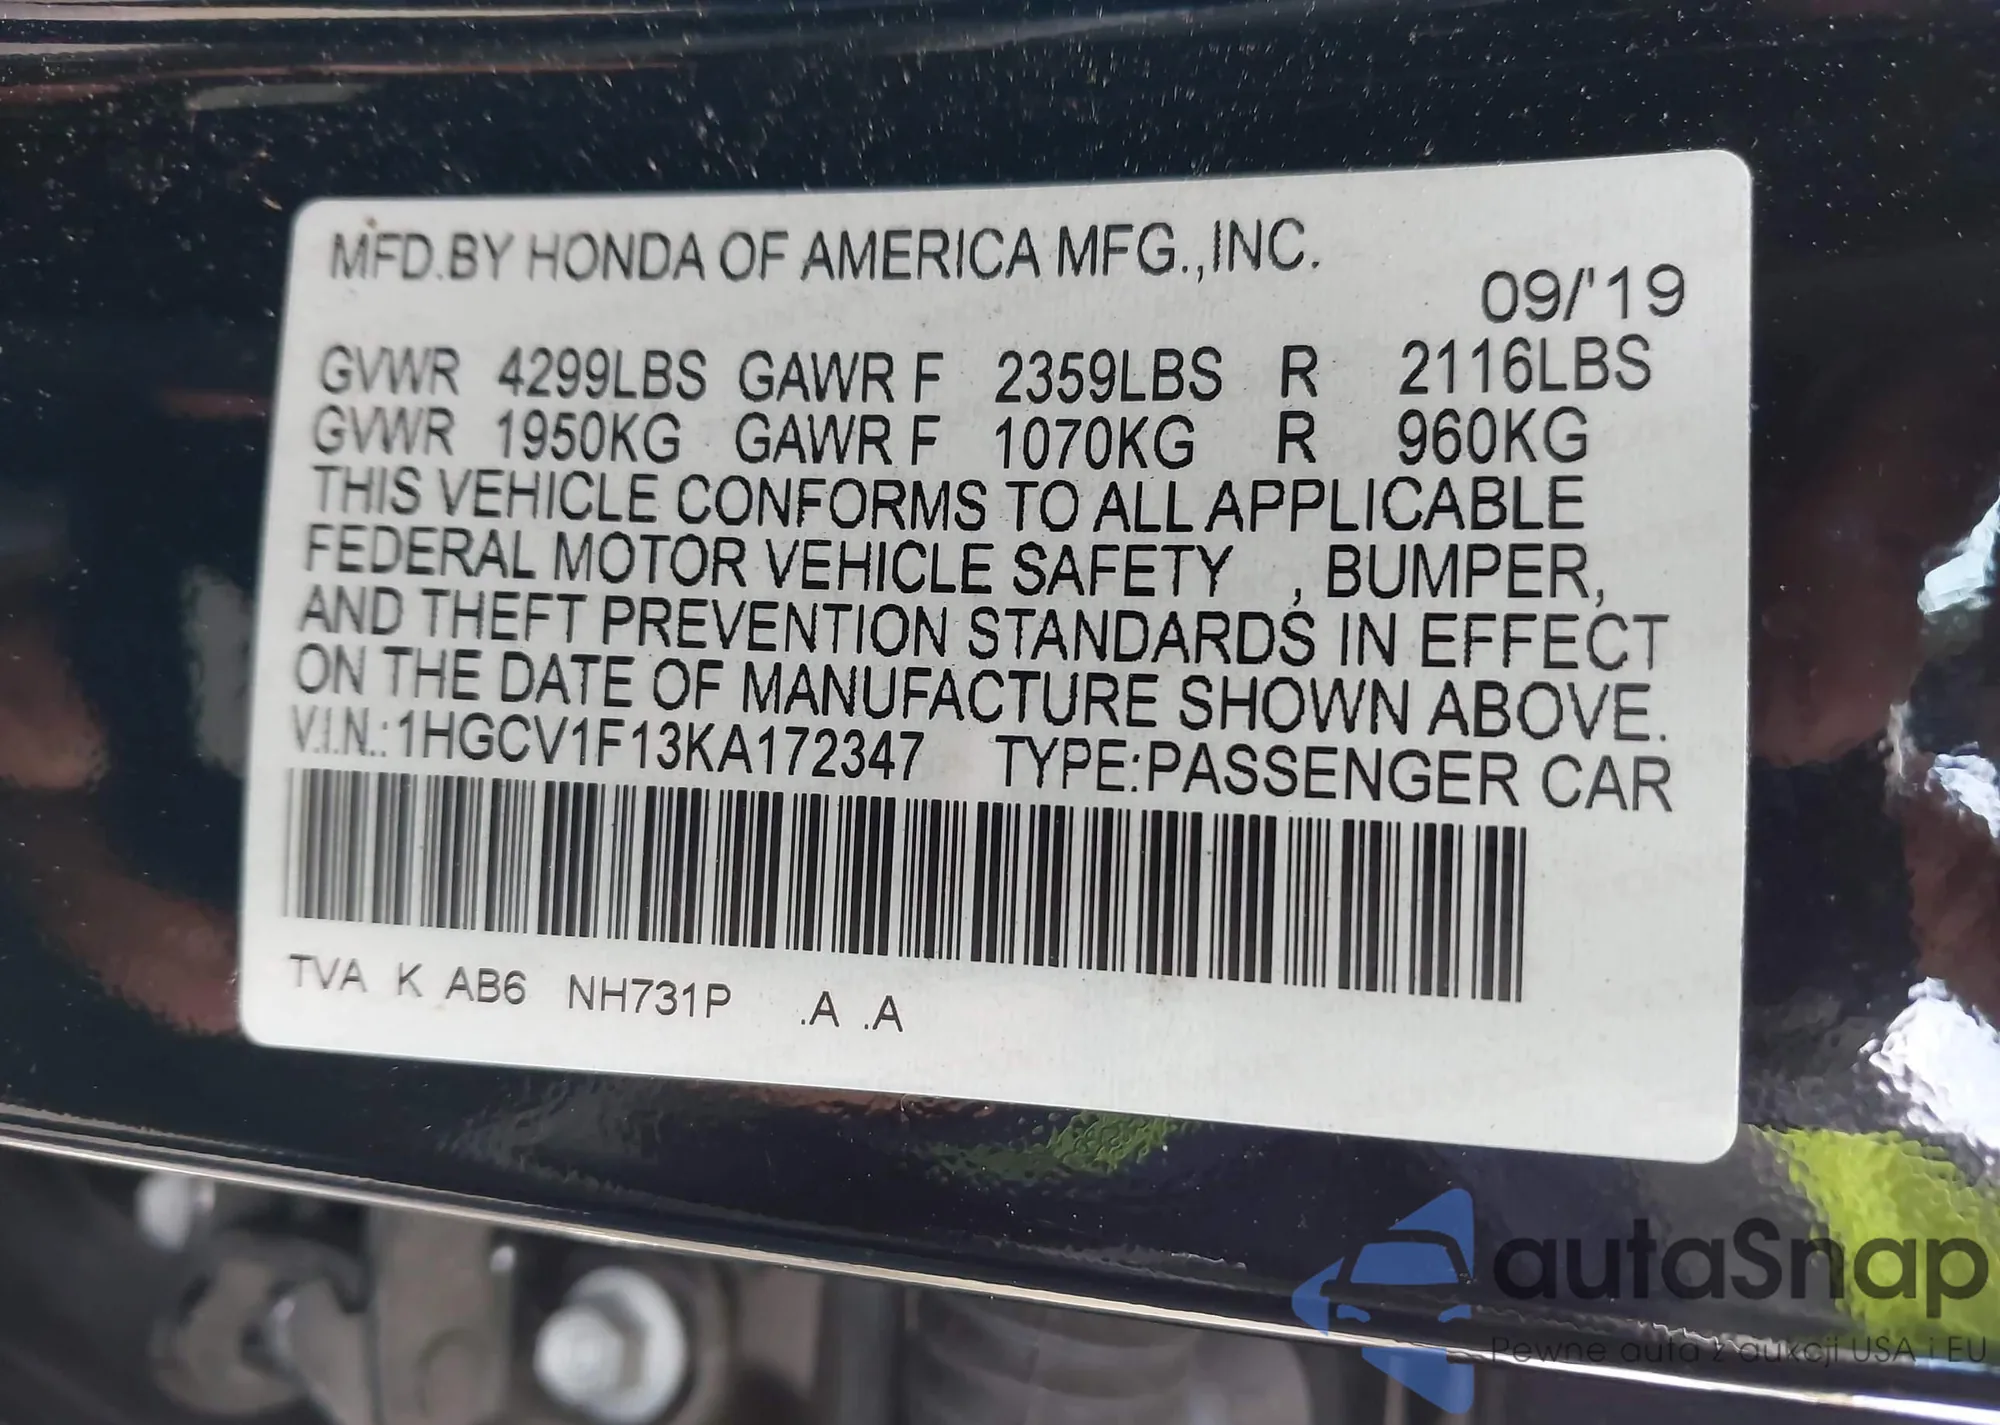 MFD.BY HONDA OF AMERICA MFG.,INC.
09/'19
GVWR 4299LBS GAWR F 2359LBS R 2116LBS
GVWR 1950KG GAWR F 1070KG R 960KG
THIS VEHICLE CONFORMS TO ALL APPLICABLE
FEDERAL MOTOR VEHICLE SAFETY , BUMPER,
AND THEFT PREVENTION STANDARDS IN EFFECT
ON THE DATE OF MANUFACTURE SHOWN ABOVE.
V.I.N.:1HGCV1F13KA172347 TYPE:PASSENGER CAR
TVA K AB6 NH731P .A .A
autaSnap
Pewne auta z aukcji USA i EU